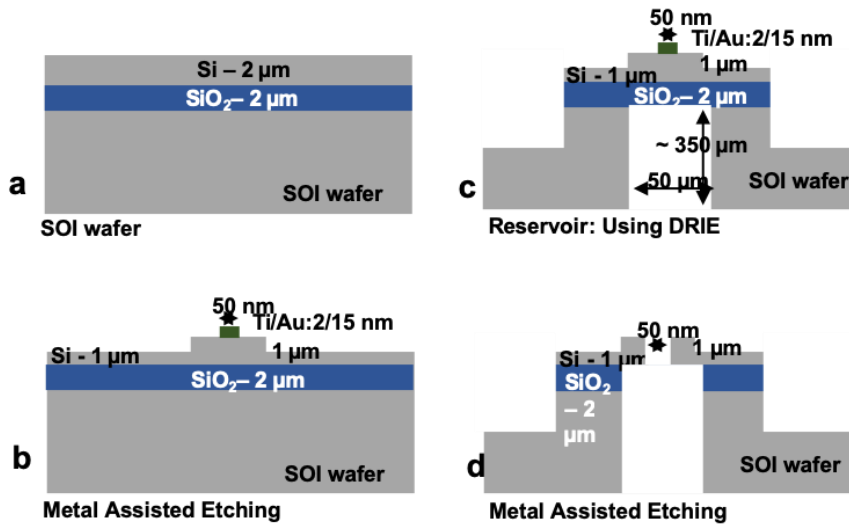 Si – 2 µm
SiO₂– 2 µm
a
SOI wafer
SOI wafer
50 nm
Ti/Au:2/15 nm
Si - 1 µm
1 µm
SiO₂– 2 µm
~ 350 µm
50 µm
c
SOI wafer
Reservoir: Using DRIE
50 nm
Ti/Au:2/15 nm
Si - 1 µm
1 µm
SiO₂– 2 µm
b
SOI wafer
Metal Assisted Etching
50 nm
Si - 1µm
1 µm
SiO₂
– 2
µm
d
SOI wafer
Metal Assisted Etching